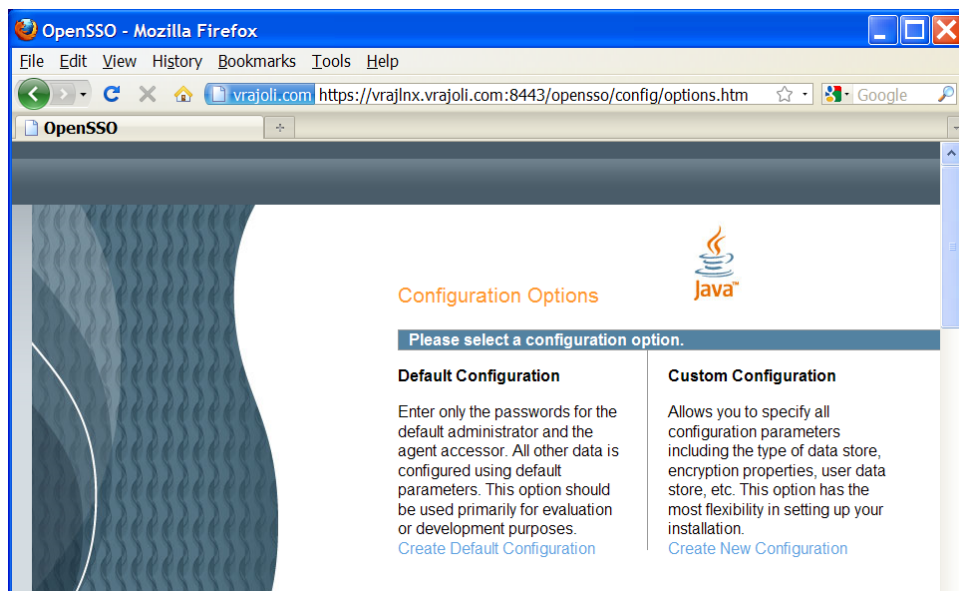 OpenSSO - Mozilla Firefox
File Edit View History Bookmarks Tools Help
vrajoli.com https://vrajlnx.vrajoli.com:8443/opensso/config/options.htm Google
OpenSSO
Java™
Configuration Options
Please select a configuration option.
Default Configuration
Enter only the passwords for the
default administrator and the
agent accessor. All other data is
configured using default
parameters. This option should
be used primarily for evaluation
or development purposes.
Create Default Configuration
Custom Configuration
Allows you to specify all
configuration parameters
including the type of data store,
encryption properties, user data
store, etc. This option has the
most flexibility in setting up your
installation.
Create New Configuration